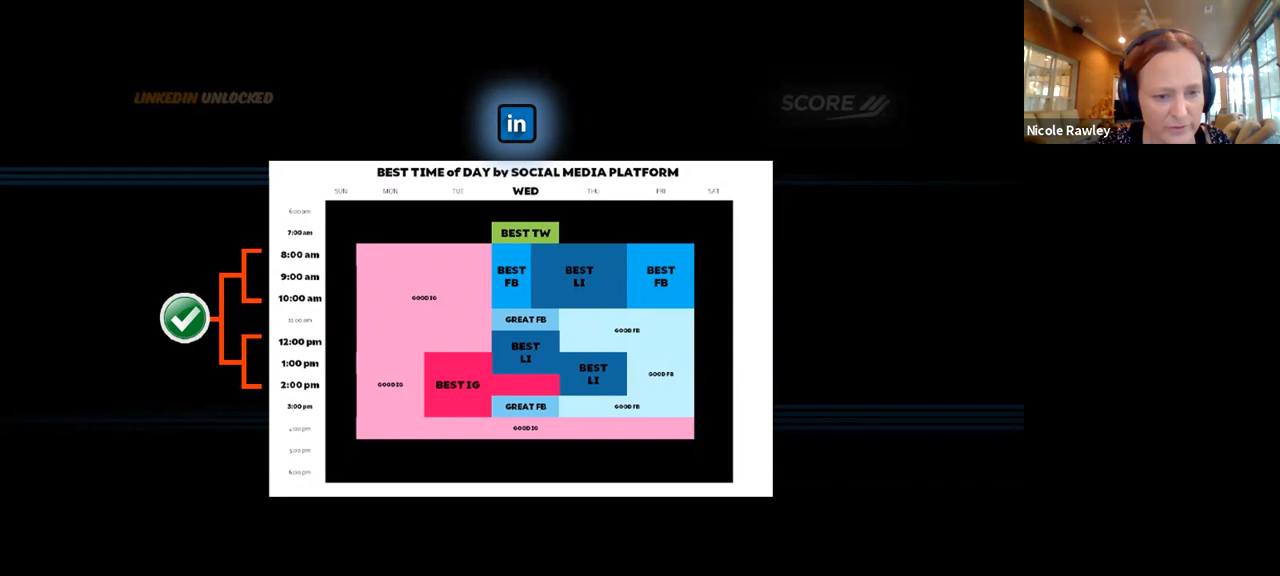 LINKEDIN UNLOCKED
in
SCORE
Nicole Rawley
BEST TIME of DAY by SOCIAL MEDIA PLATFORM
SUN MON TUE WED THU FRI SAT
6:00 am
7:00 am
BEST TW
8:00 am
9:00 am
BEST FB
BEST LI
BEST FB
10:00 am
GOOD IG
11:00 am
GREAT FB
GOOD FB
12:00 pm
BEST LI
1:00 pm
BEST LI
GOOD FB
2:00 pm
GOOD IG
BEST IG
3:00 pm
GREAT FB
GOOD FB
4:00 pm
GOOD IG
5:00 pm
6:00 pm